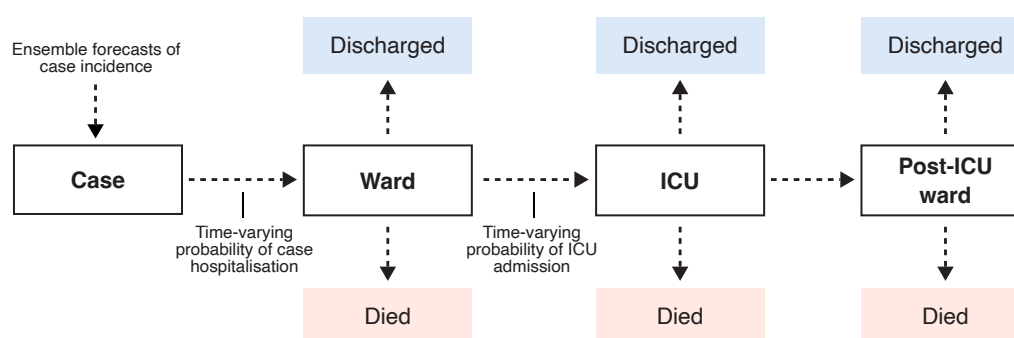 Discharged
Discharged
Discharged
Ensemble forecasts of
case incidence
Case
Ward
ICU
Post-ICU
ward
Time-varying
probability of case
hospitalisation
Time-varying
probability of ICU
admission
Died
Died
Died